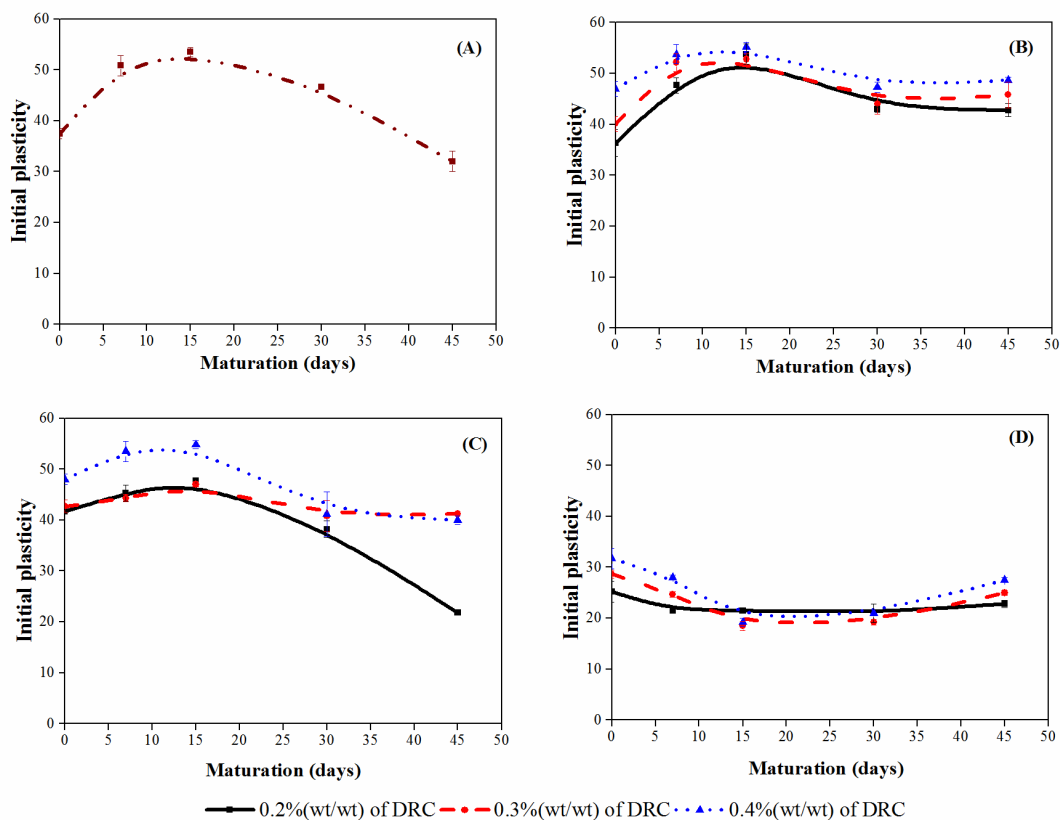 (A)
Initial plasticity
60
50
40
30
20
10
0
0 5 10 15 20 25 30 35 40 45 50
Maturation (days)
(B)
Initial plasticity
60
50
40
30
20
10
0
0 5 10 15 20 25 30 35 40 45 50
Maturation (days)
(C)
Initial plasticity
60
50
40
30
20
10
0
0 5 10 15 20 25 30 35 40 45 50
Maturation (days)
(D)
Initial plasticity
60
50
40
30
20
10
0
0 5 10 15 20 25 30 35 40 45 50
Maturation (days)
0.2%(wt/wt) of DRC 0.3%(wt/wt) of DRC 0.4%(wt/wt) of DRC